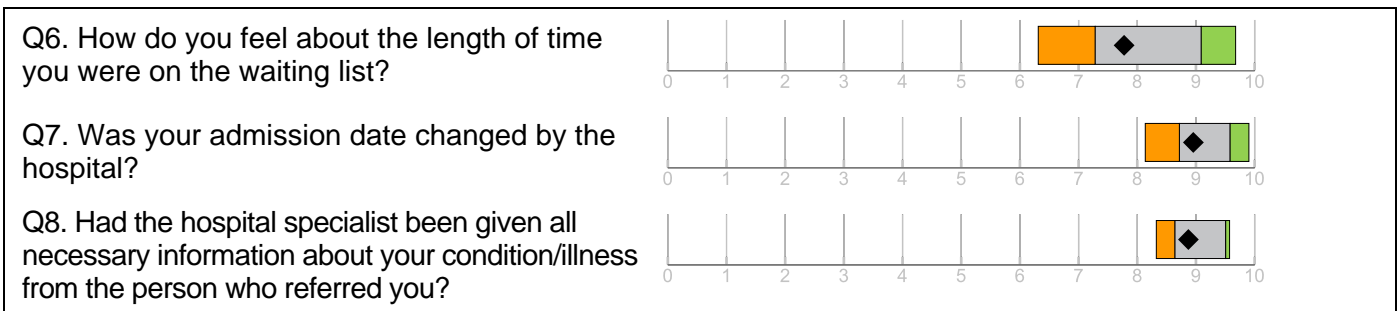 Q6. How do you feel about the length of time
you were on the waiting list?
0 1 2 3 4 5 6 7 8 9 10
Q7. Was your admission date changed by the
hospital?
0 1 2 3 4 5 6 7 8 9 10
Q8. Had the hospital specialist been given all
necessary information about your condition/illness
from the person who referred you?
0 1 2 3 4 5 6 7 8 9 10